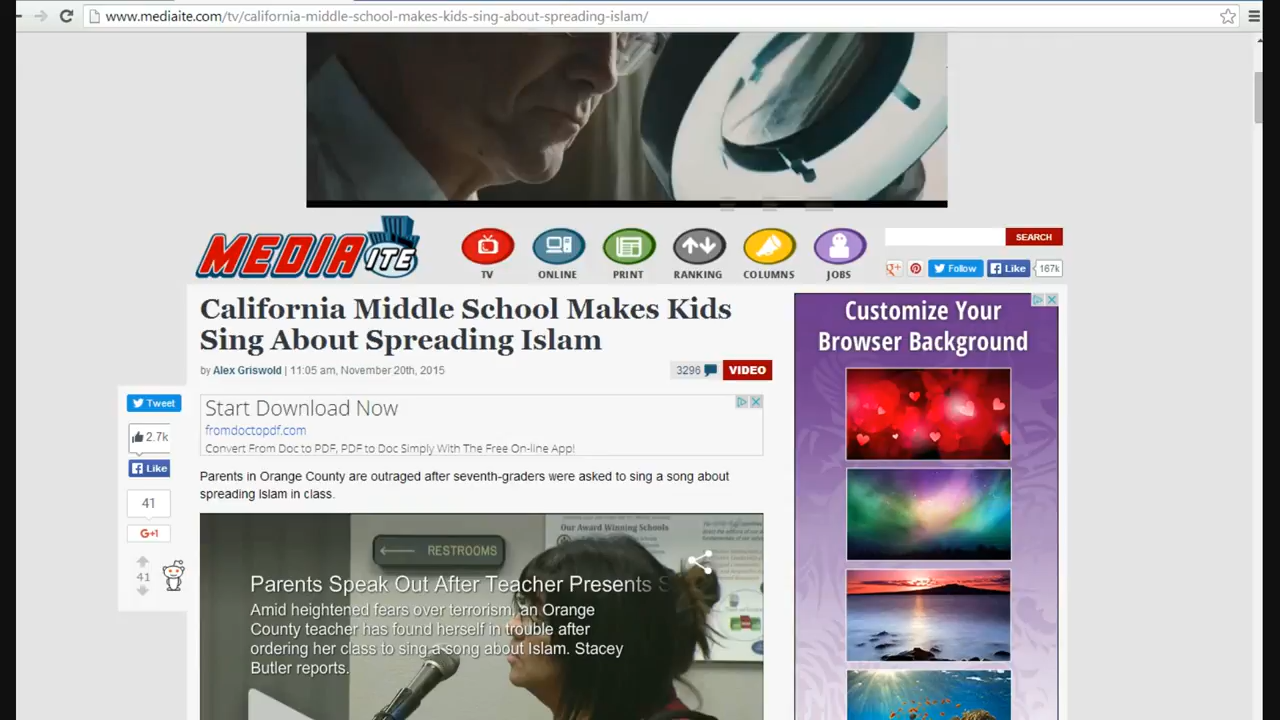 www.mediaite.com/tv/california-middle-school-makes-kids-sing-about-spreading-islam/
MEDIAITE
TV
ONLINE
PRINT
RANKING
COLUMNS
JOBS
SEARCH
Follow
Like
167k
California Middle School Makes Kids
Sing About Spreading Islam
by Alex Griswold | 11:05 am, November 20th, 2015
3296
VIDEO
Customize Your
Browser Background
Tweet
2.7k
Like
41
G+1
41
Start Download Now
fromdoctopdf.com
Convert From Doc to PDF, PDF to Doc Simply With The Free On-line App!
Parents in Orange County are outraged after seventh-graders were asked to sing a song about
spreading Islam in class.
Our Award Winning Schools
RESTROOMS
Parents Speak Out After Teacher Presents S
Amid heightened fears over terrorism, an Orange
County teacher has found herself in trouble after
ordering her class to sing a song about Islam. Stacey
Butler reports.